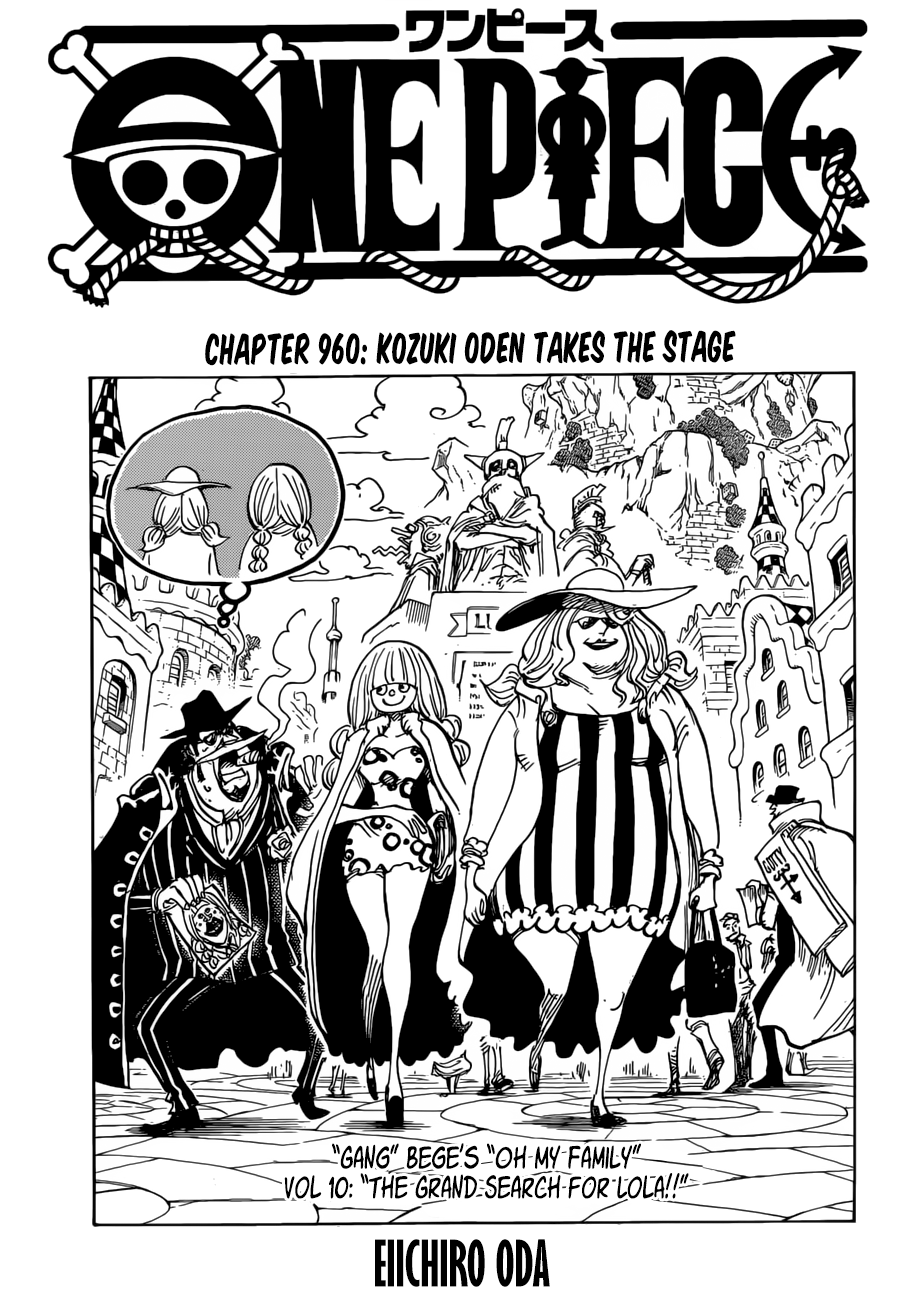 ワンピース
ONE PIECE
CHAPTER 960: KOZUKI ODEN TAKES THE STAGE
GOTTY
"GANG" BEGE'S "OH MY FAMILY"
VOL 10: "THE GRAND SEARCH FOR LOLA!!"
EIICHIRO ODA